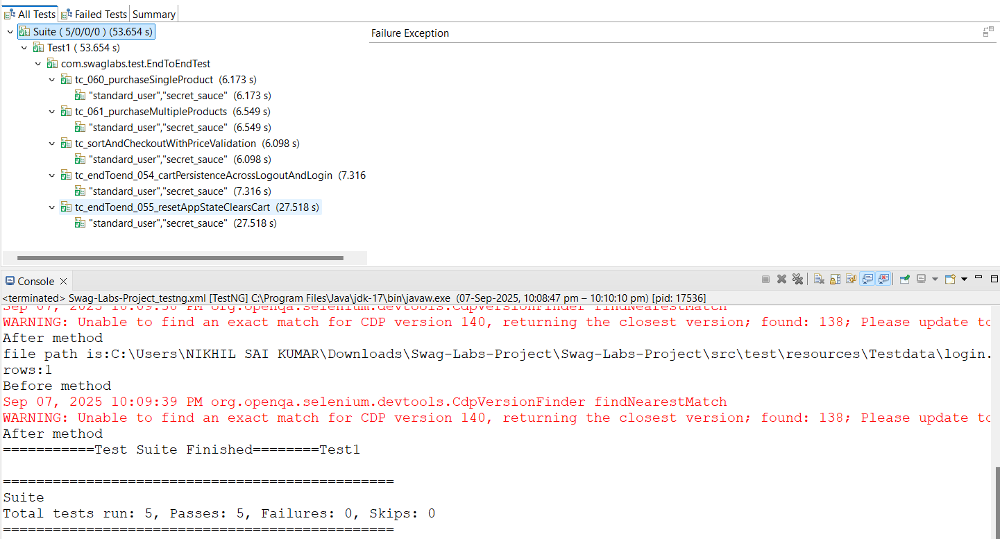 All Tests Failed Tests Summary
Suite ( 5/0/0/0 ) (53.654 s)
Failure Exception
Test1 ( 53.654 s)
com.swaglabs.test.EndToEndTest
tc_060_purchaseSingleProduct (6.173 s)
"standard_user","secret_sauce" (6.173 s)
tc_061_purchaseMultipleProducts (6.549 s)
"standard_user","secret_sauce" (6.549 s)
tc_sortAndCheckoutWithPriceValidation (6.098 s)
"standard_user","secret_sauce" (6.098 s)
tc_endToend_054_cartPersistenceAcrossLogoutAndLogin (7.316
"standard_user","secret_sauce" (7.316 s)
tc_endToend_055_resetAppStateClearsCart (27.518 s)
"standard_user","secret_sauce" (27.518 s)
Console
<terminated> Swag-Labs-Project_testng.xml [TestNG] C:\Program Files\Java\jdk-17\bin\javaw.exe (07-Sep-2025, 10:08:47 pm – 10:10:10 pm) [pid: 17536]
Sep 07, 2025 10:09:30 PM org.openqa.selenium.devtools.CdpVersionFinder findNearestMatch
WARNING: Unable to find an exact match for CDP version 140, returning the closest version; found: 138; Please update to
After method
file path is:C:\Users\NIKHIL SAI KUMAR\Downloads\Swag-Labs-Project\Swag-Labs-Project\src\test\resources\Testdata\login.
rows:1
Before method
Sep 07, 2025 10:09:39 PM org.openqa.selenium.devtools.CdpVersionFinder findNearestMatch
WARNING: Unable to find an exact match for CDP version 140, returning the closest version; found: 138; Please update to
After method
===========Test Suite Finished========Test1
===============================================
Suite
Total tests run: 5, Passes: 5, Failures: 0, Skips: 0
===============================================